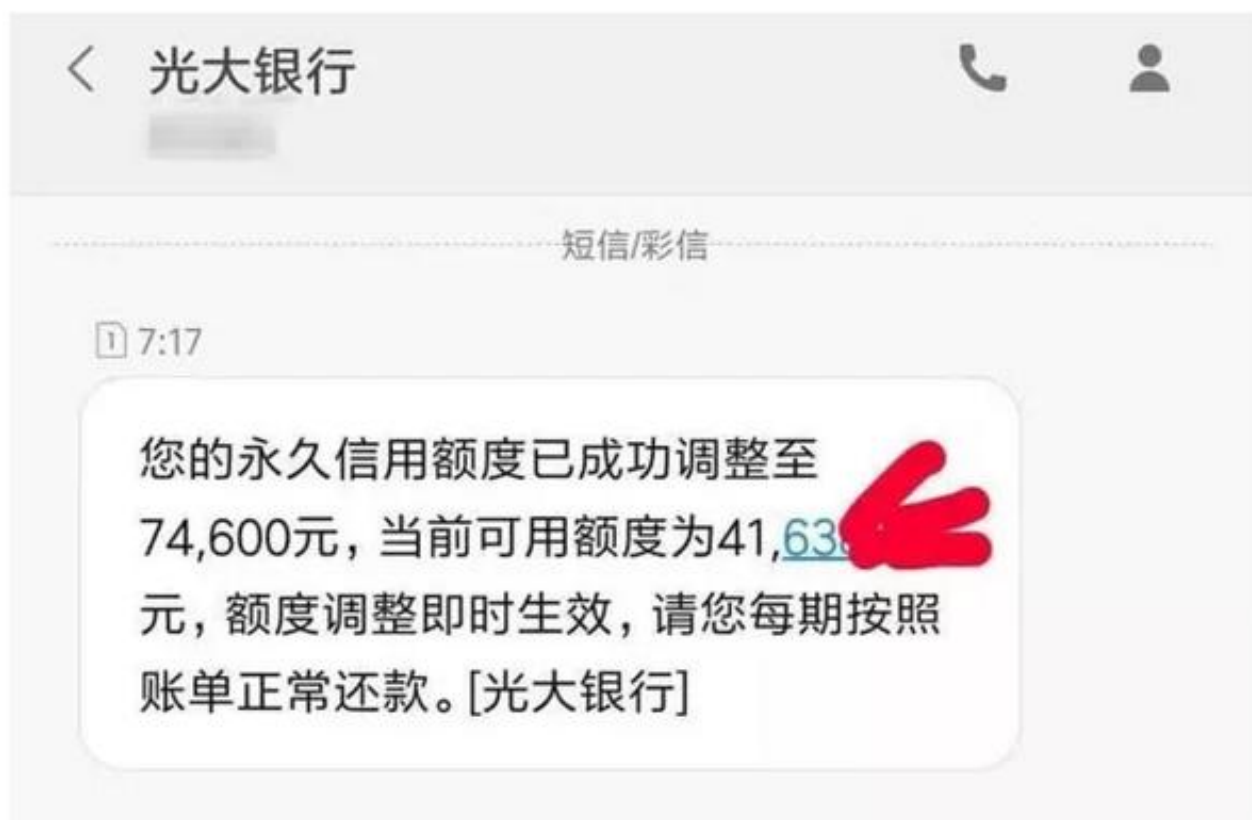 光大银行
短信/彩信
1 7:17
您的永久信用额度已成功调整至
74,600元，当前可用额度为41,63
元，额度调整即时生效，请您每期按照
账单正常还款。[光大银行]